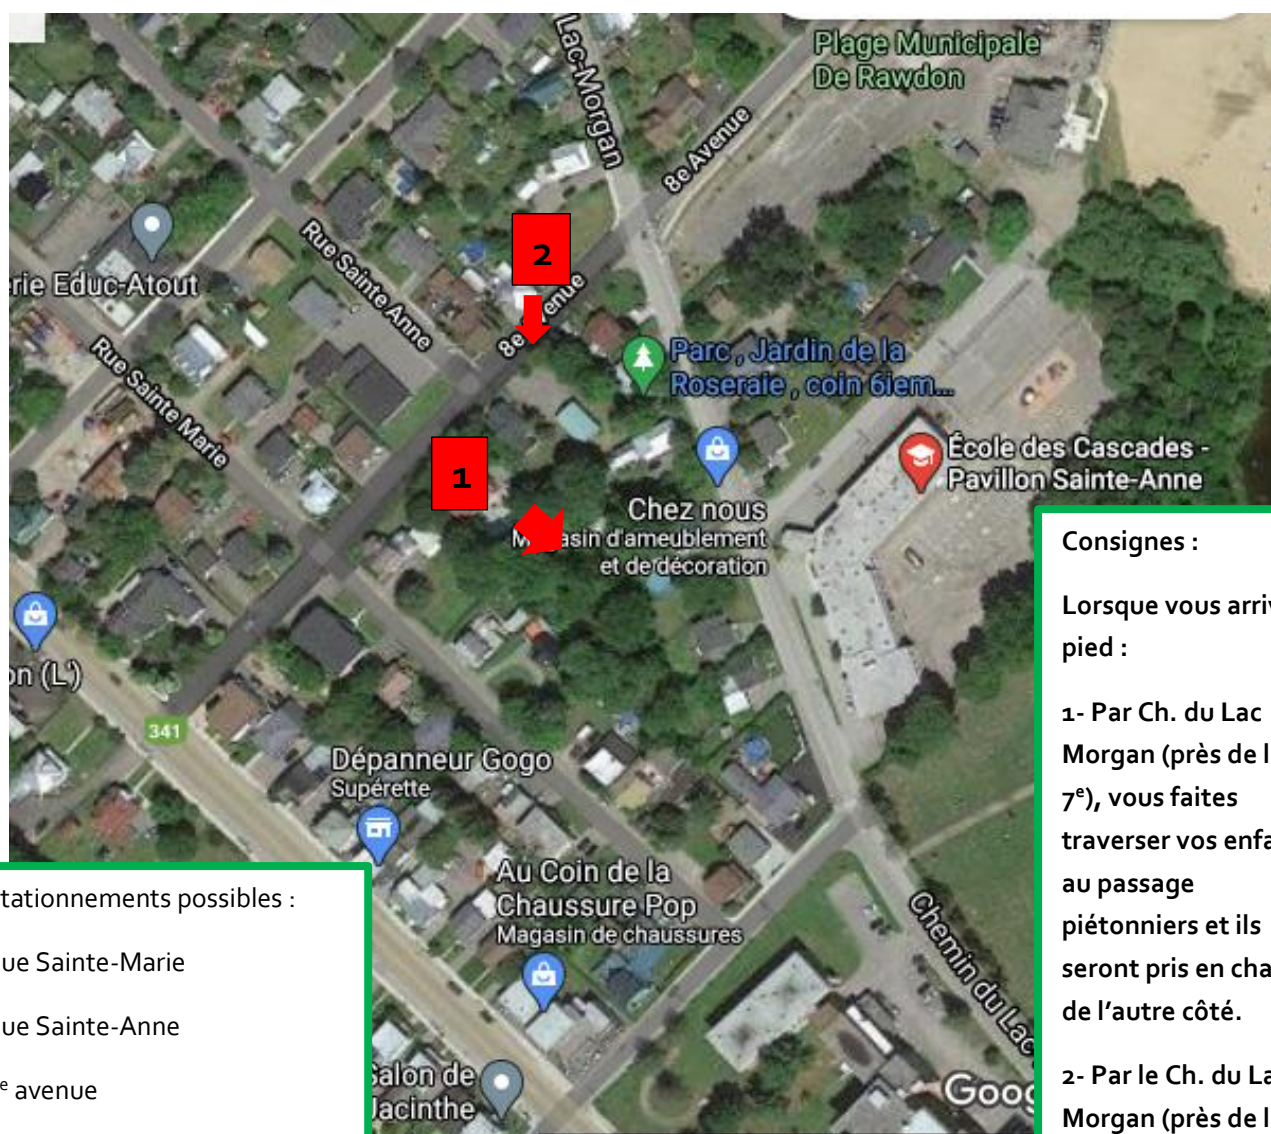 Lac-Morgan
Plage Municipale
De Rawdon
8e Avenue
2
Rue Sainte Anne
rie Educ-Atout
8e Avenue
Rue Sainte Marie
Parc , Jardin de la
Roseraie , coin 6iem...
1
École des Cascades -
Pavillon Sainte-Anne
Chez nous
Magasin d'ameublement
et de décoration
on (L')
341
Dépanneur Gogo
Supérette
Au Coin de la
Chaussure Pop
Magasin de chaussures
Chemin du Lac
Salon de
Jacinthe
Goog
tationnements possibles :
ue Sainte-Marie
ue Sainte-Anne
e avenue
Consignes :
Lorsque vous arriv
pied :
1- Par Ch. du Lac
Morgan (près de l
7e), vous faites
traverser vos enfa
au passage
piétonniers et ils
seront pris en cha
de l'autre côté.
2- Par le Ch. du La
Morgan (près de l